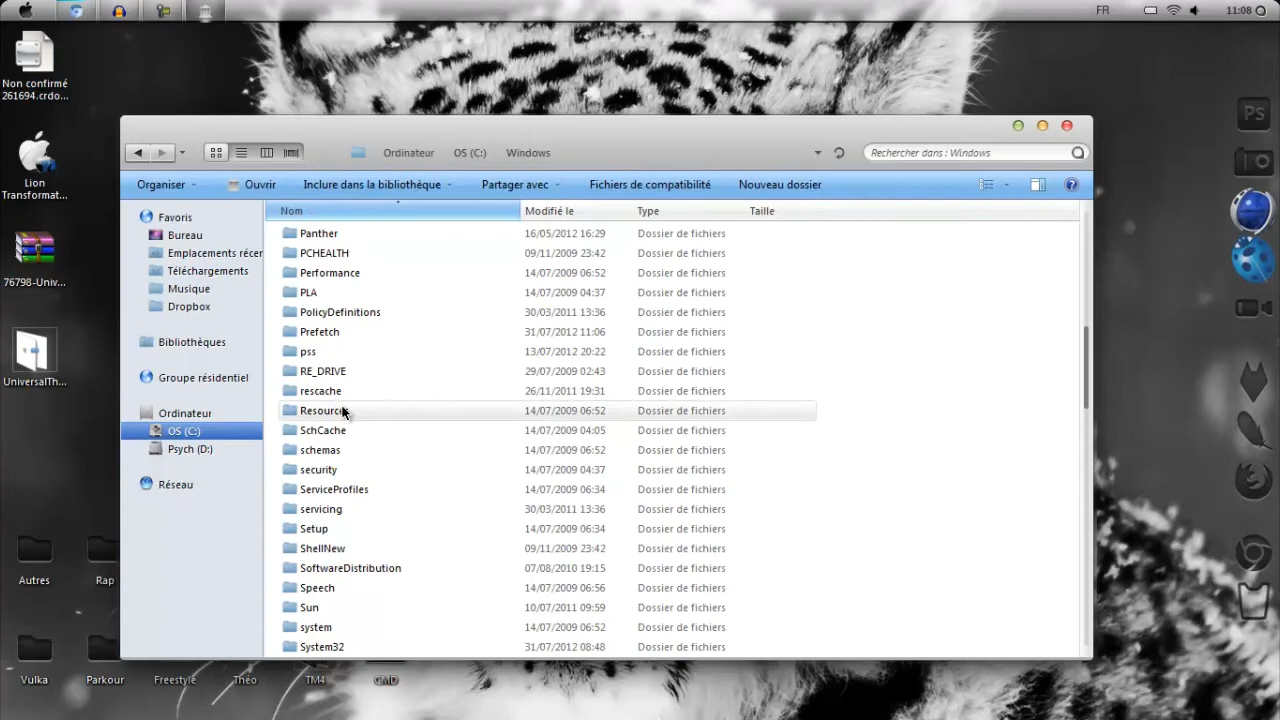 FR
11:08
Non confirmé
261694.crdo...
Lion
Transformat...
76798-Univ...
UniversalTh...
Autres
Rap
Vulka
Parkour
Freestyle
Théo
TM4
CMD
PS
Ordinateur OS (C:) Windows
Rechercher dans : Windows
Organiser Ouvrir Inclure dans la bibliothèque Partager avec Fichiers de compatibilité Nouveau dossier
Favoris
Bureau
Emplacements récer
Téléchargements
Musique
Dropbox
Bibliothèques
Groupe résidentiel
Ordinateur
OS (C:)
Psych (D:)
Réseau
Nom Modifié le Type Taille
Panther 16/05/2012 16:29 Dossier de fichiers
PCHEALTH 09/11/2009 23:42 Dossier de fichiers
Performance 14/07/2009 06:52 Dossier de fichiers
PLA 14/07/2009 04:37 Dossier de fichiers
PolicyDefinitions 30/03/2011 13:36 Dossier de fichiers
Prefetch 31/07/2012 11:06 Dossier de fichiers
pss 13/07/2012 20:22 Dossier de fichiers
RE_DRIVE 29/07/2009 02:43 Dossier de fichiers
rescache 26/11/2011 19:31 Dossier de fichiers
14/07/2009 06:52 Dossier de fichiers
SchCache 14/07/2009 04:05 Dossier de fichiers
schemas 14/07/2009 06:52 Dossier de fichiers
security 14/07/2009 04:37 Dossier de fichiers
ServiceProfiles 14/07/2009 06:34 Dossier de fichiers
servicing 30/03/2011 13:36 Dossier de fichiers
Setup 14/07/2009 06:34 Dossier de fichiers
ShellNew 09/11/2009 23:42 Dossier de fichiers
SoftwareDistribution 07/08/2010 19:15 Dossier de fichiers
Speech 14/07/2009 06:56 Dossier de fichiers
Sun 10/07/2011 09:59 Dossier de fichiers
system 14/07/2009 06:52 Dossier de fichiers
System32 31/07/2012 08:48 Dossier de fichiers